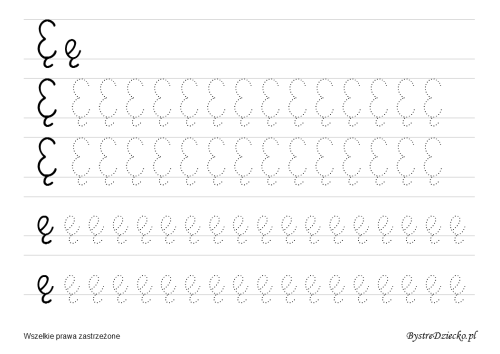 Ę ę
Ę Ę Ę Ę Ę Ę Ę Ę Ę Ę Ę Ę Ę Ę Ę
Ę Ę Ę Ę Ę Ę Ę Ę Ę Ę Ę Ę Ę Ę Ę
ę ę ę ę ę ę ę ę ę ę ę ę ę ę ę ę ę ę
ę ę ę ę ę ę ę ę ę ę ę ę ę ę ę ę ę ę
Wszelkie prawa zastrzeżone BystreDziecko.pl